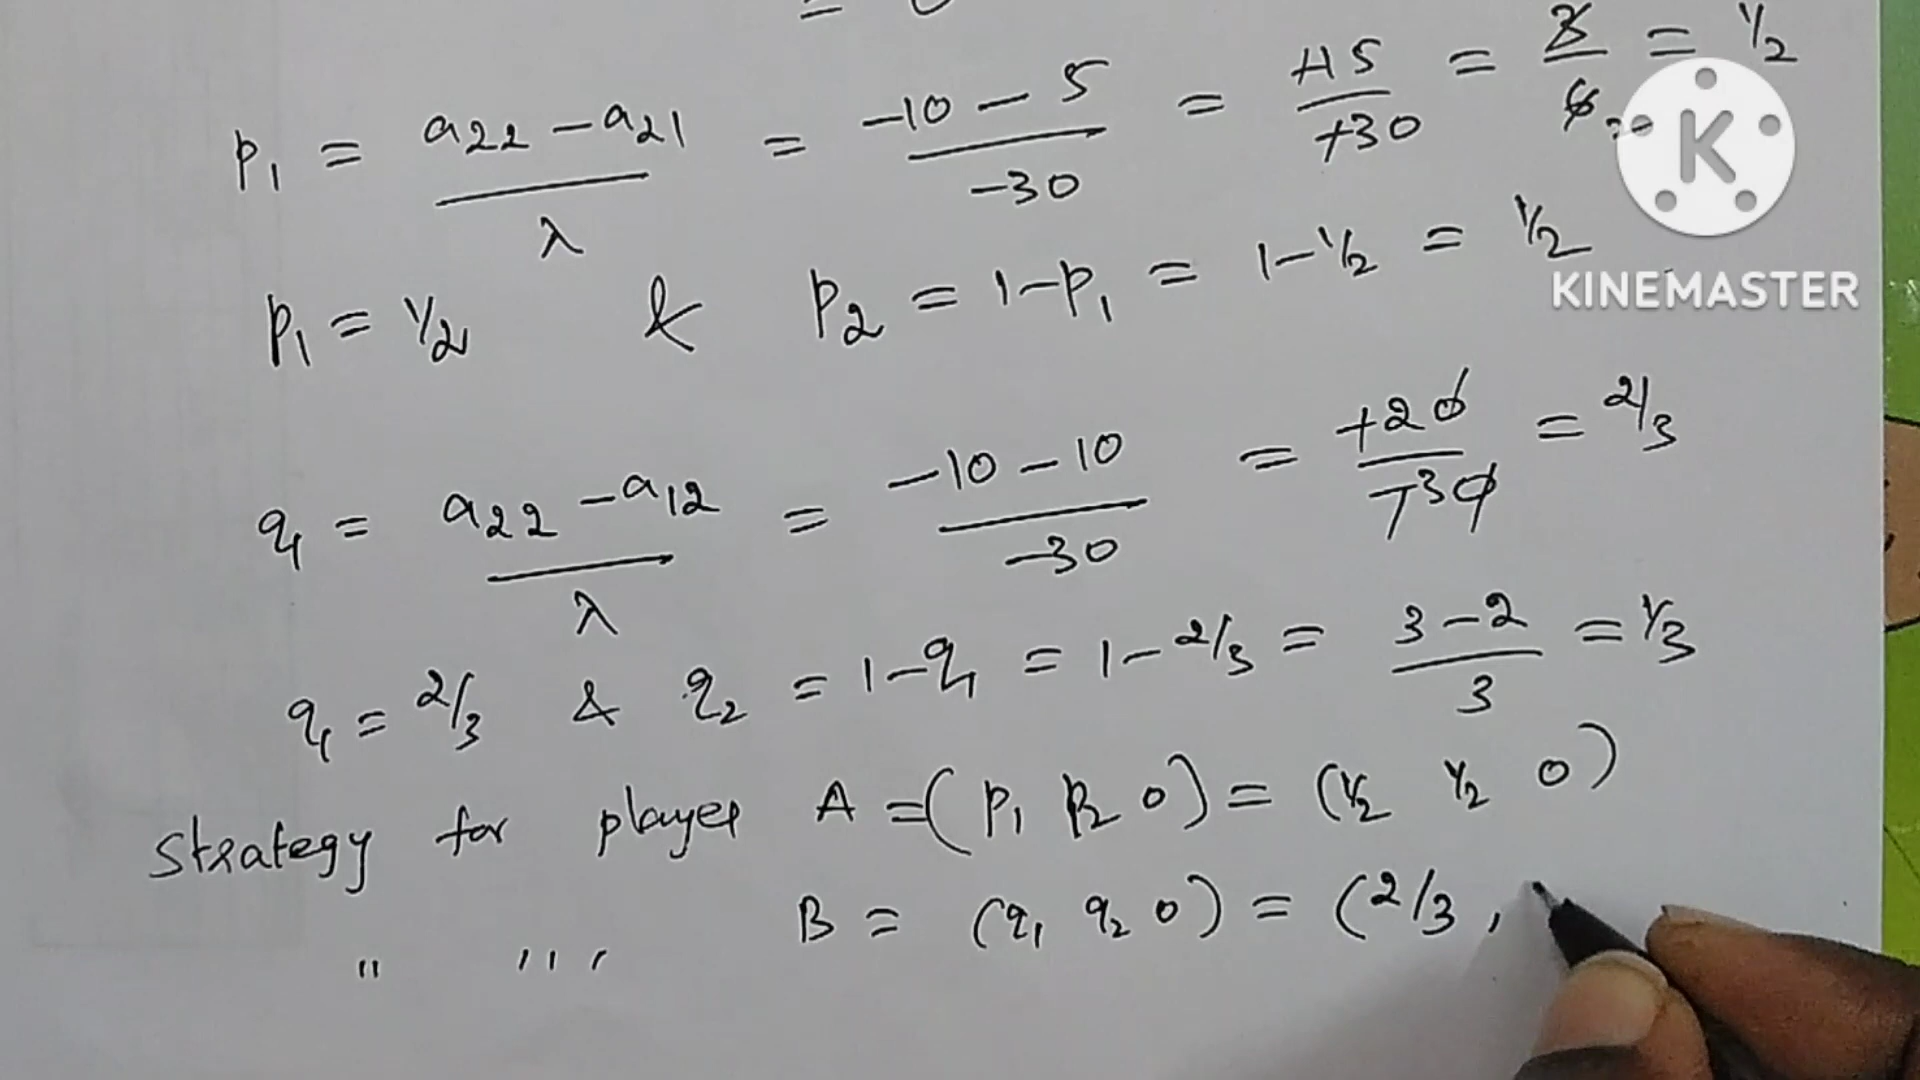 p₁ = (a₂₂ - a₂₁)/λ = (-10 - 5)/(-30) = +15/+30 = 3/6 = 1/2
KINEMASTER
p₁ = 1/2 & p₂ = 1-p₁ = 1-1/2 = 1/2
q₁ = (a₂₂ - a₁₂)/λ = (-10 - 10)/(-30) = +20/+30 = 2/3
q₁ = 2/3 & q₂ = 1-q₁ = 1-2/3 = (3-2)/3 = 1/3
Strategy for player A = (p₁ p₂ 0) = (1/2 1/2 0)
" ,,, B = (q₁ q₂ 0) = (2/3 ,